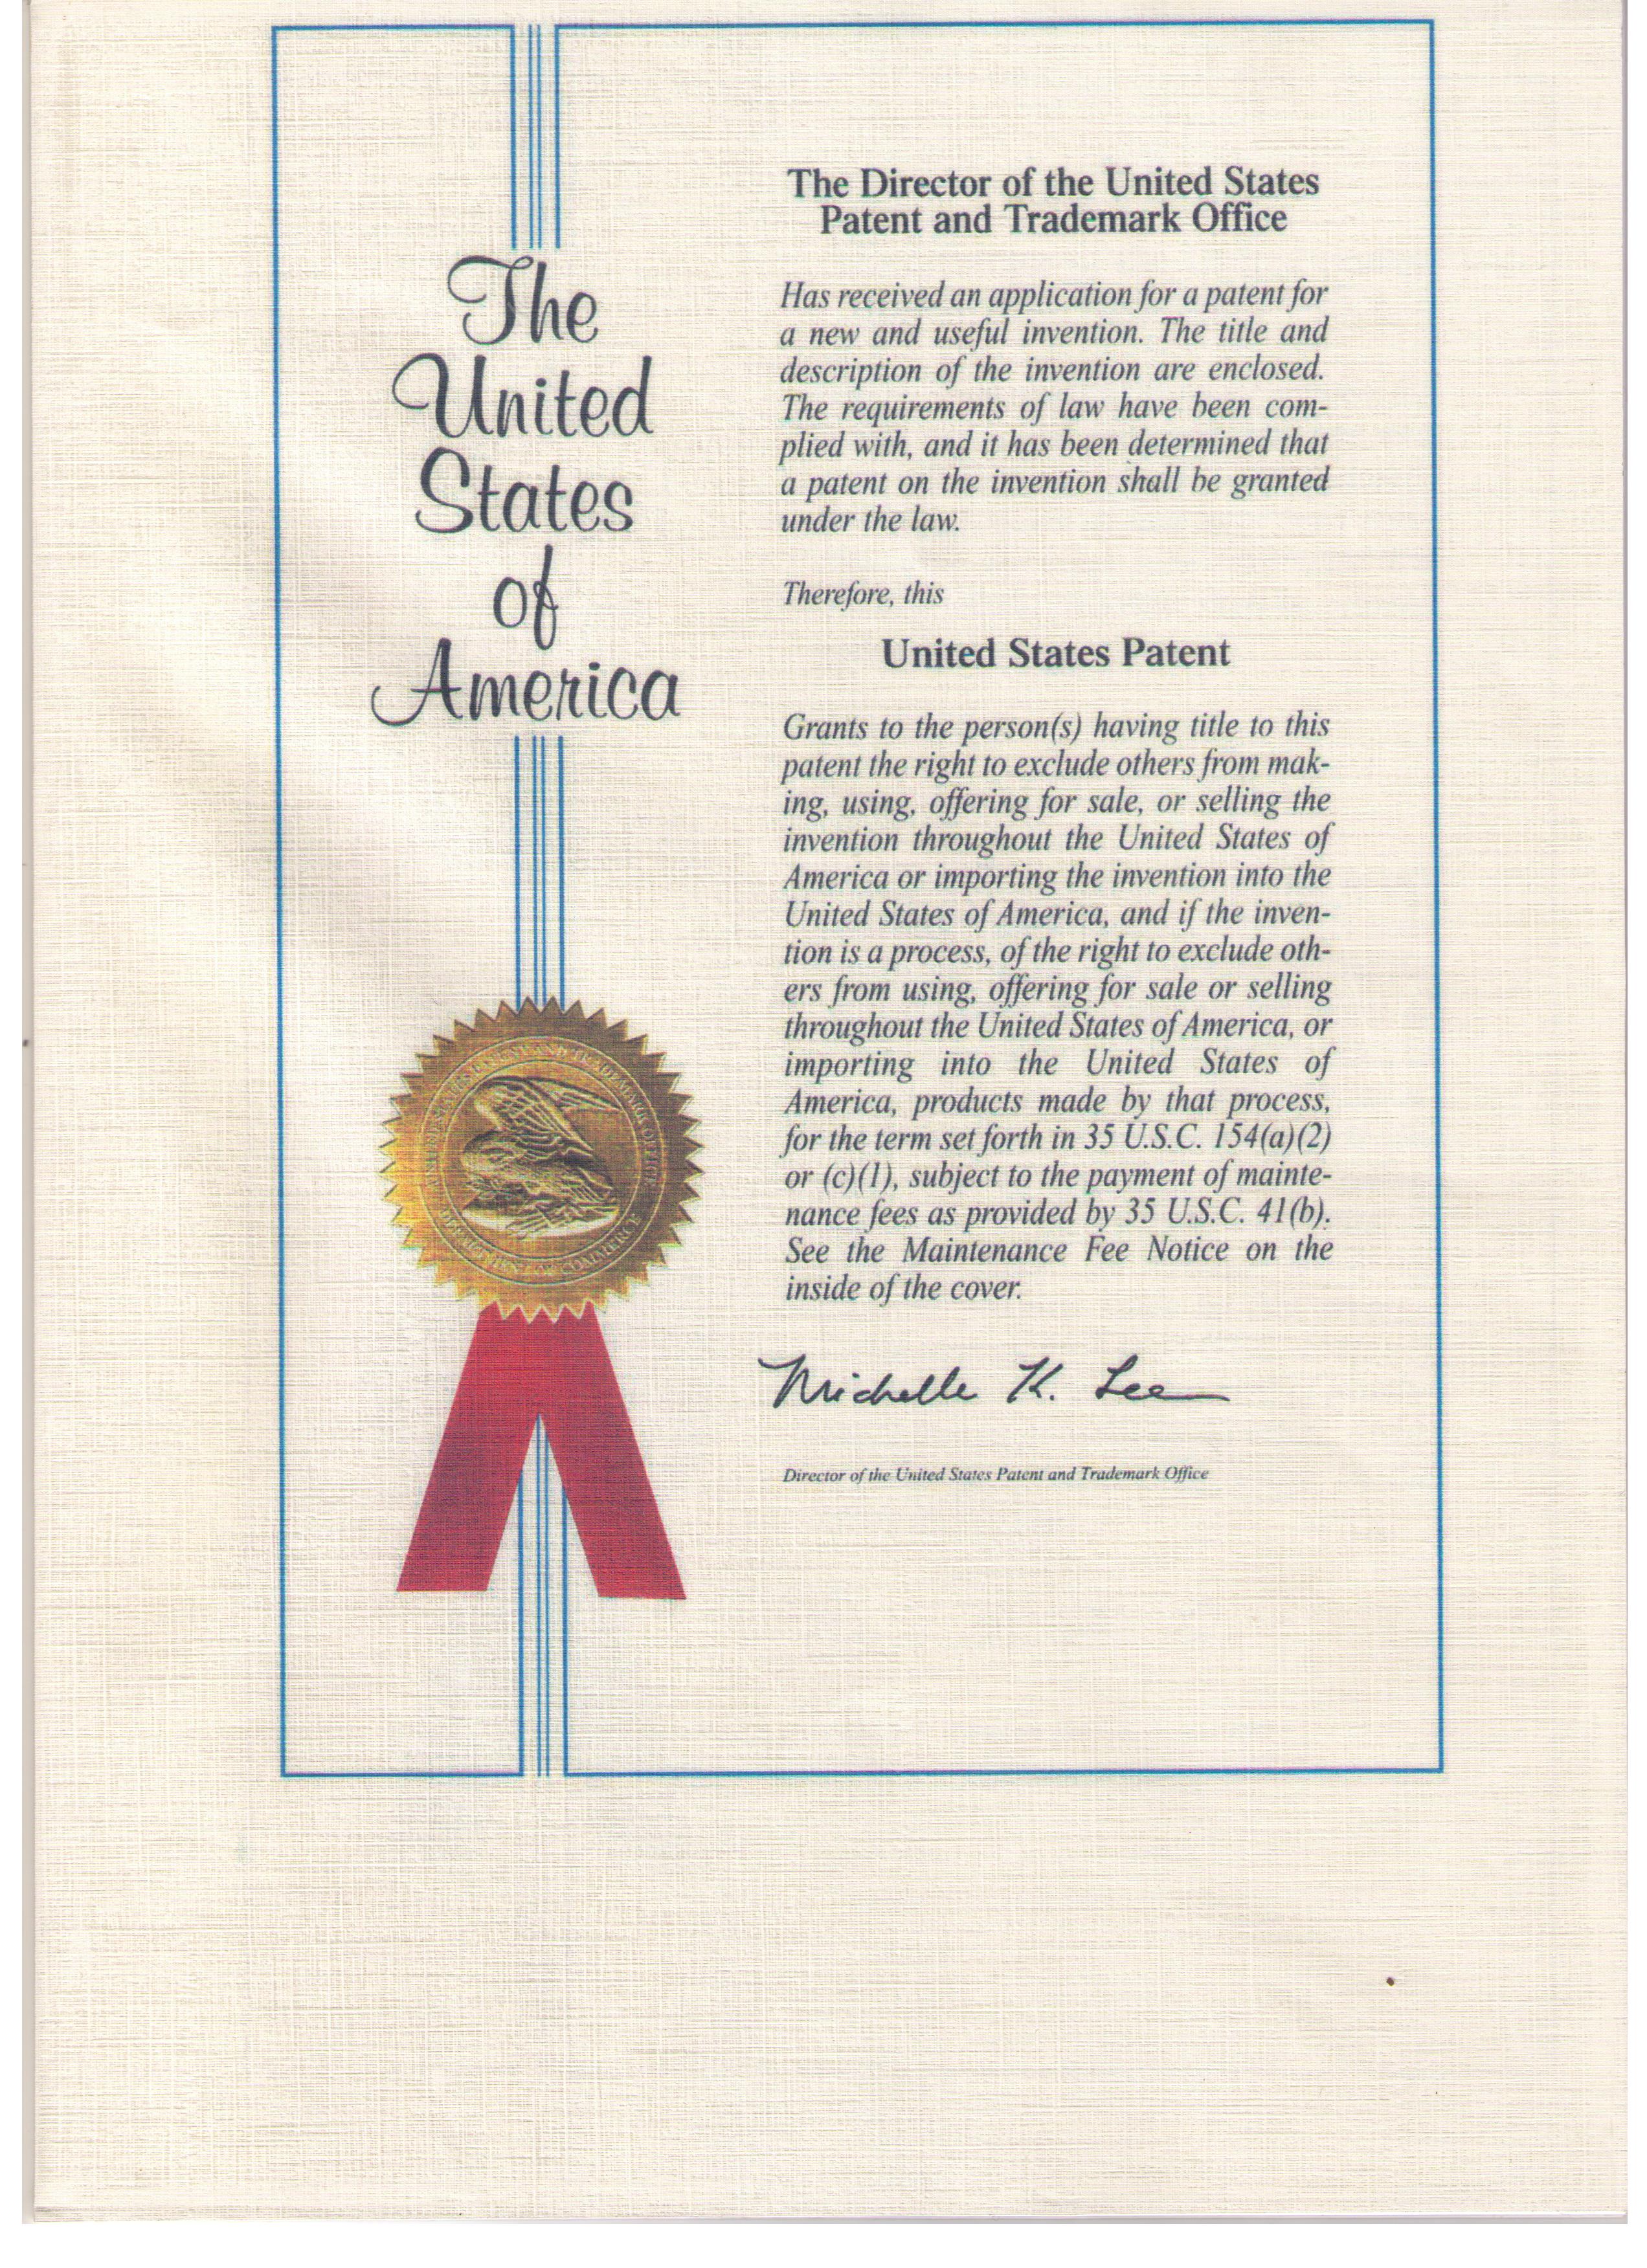 The
United
States
of
America
The Director of the United States
Patent and Trademark Office
Has received an application for a patent for
a new and useful invention. The title and
description of the invention are enclosed.
The requirements of law have been com-
plied with, and it has been determined that
a patent on the invention shall be granted
under the law.
Therefore, this
United States Patent
Grants to the person(s) having title to this
patent the right to exclude others from mak-
ing, using, offering for sale, or selling the
invention throughout the United States of
America or importing the invention into the
United States of America, and if the inven-
tion is a process, of the right to exclude oth-
ers from using, offering for sale or selling
throughout the United States of America, or
importing into the United States of
America, products made by that process,
for the term set forth in 35 U.S.C. 154(a)(2)
or (c)(1), subject to the payment of mainte-
nance fees as provided by 35 U.S.C. 41(b).
See the Maintenance Fee Notice on the
inside of the cover.
Michelle K. Lee
Director of the United States Patent and Trademark Office
PATENT AND TRADEMARK OFFICE
DEPARTMENT OF COMMERCE